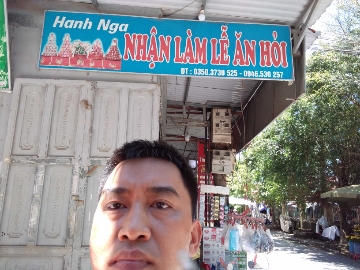 Hanh Nga
NHẬN LÀM LỄ ĂN HỎI
ĐT : 0350.3730 525 - 0946.536 257